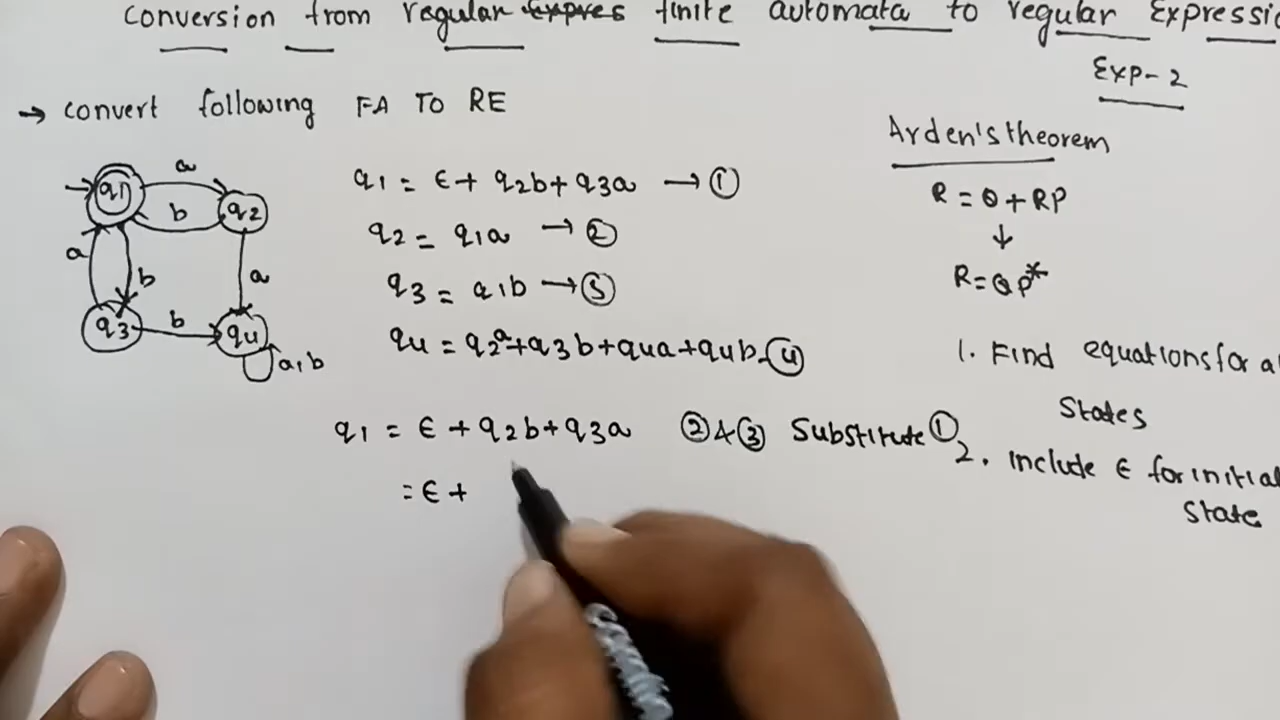 Conversion from regular Expres finite automata to regular Expressi
Exp-2
→ convert following FA TO RE
Arden's theorem
R = Q + RP
↓
R = QP*
q1 a q2
b
a b a
q3 b q4
a,b
q1 = ε + q2b + q3a → ①
q2 = q1a → ②
q3 = q1b → ③
q4 = q2a + q3b + q4a + q4b - ④
1. Find equations for al
States
2. include ε for initial
State
q1 = ε + q2b + q3a ② & ③ Substitute ①
= ε +